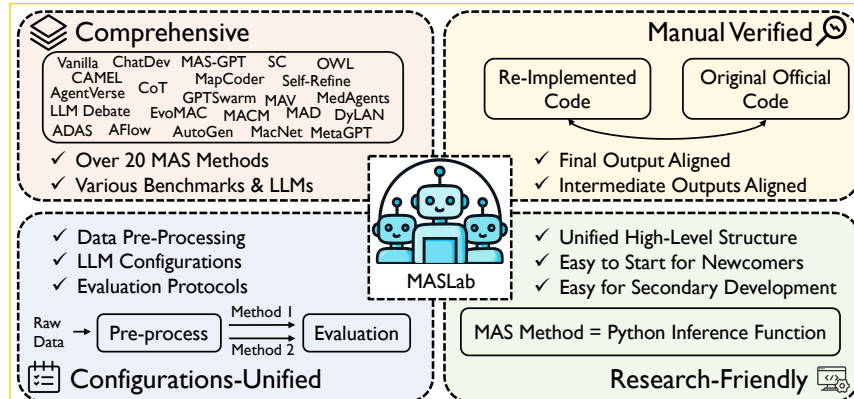 Comprehensive
Vanilla ChatDev MAS-GPT SC OWL
CAMEL CoT MapCoder Self-Refine
AgentVerse GPTSwarm MAV MedAgents
LLM Debate EvoMAC MACM MAD DyLAN
ADAS AFlow AutoGen MacNet MetaGPT
✓ Over 20 MAS Methods
✓ Various Benchmarks & LLMs
Manual Verified
Re-Implemented
Code
Original Official
Code
✓ Final Output Aligned
✓ Intermediate Outputs Aligned
MASLab
✓ Data Pre-Processing
✓ LLM Configurations
✓ Evaluation Protocols
Raw
Data
Pre-process
Method 1
Method 2
Evaluation
Configurations-Unified
✓ Unified High-Level Structure
✓ Easy to Start for Newcomers
✓ Easy for Secondary Development
MAS Method = Python Inference Function
Research-Friendly